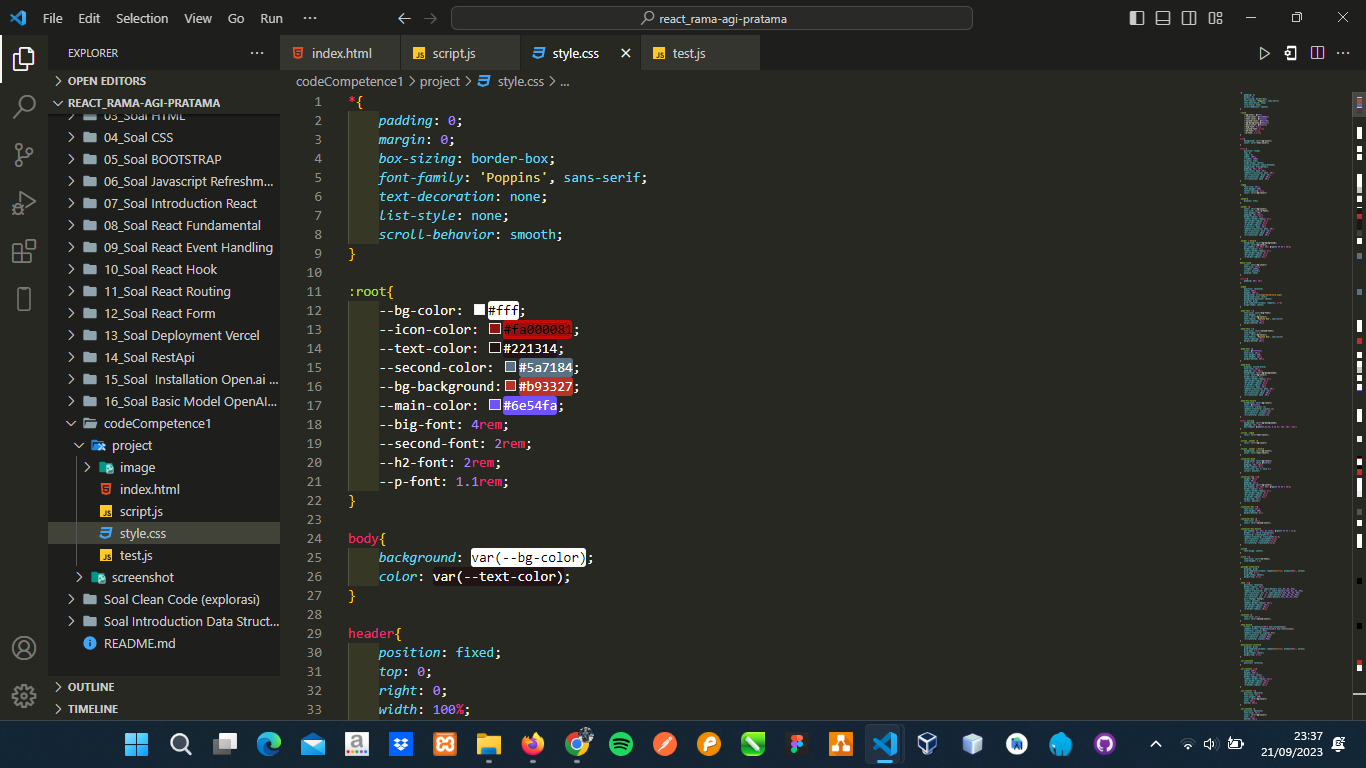 File Edit Selection View Go Run ···
react_rama-agi-pratama
EXPLORER ···
OPEN EDITORS
REACT_RAMA-AGI-PRATAMA
03_Soal HTML
04_Soal CSS
05_Soal BOOTSTRAP
06_Soal Javascript Refreshm...
07_Soal Introduction React
08_Soal React Fundamental
09_Soal React Event Handling
10_Soal React Hook
11_Soal React Routing
12_Soal React Form
13_Soal Deployment Vercel
14_Soal RestApi
15_Soal  Installation Open.ai ...
16_Soal Basic Model OpenAI...
codeCompetence1
project
image
index.html
script.js
style.css
test.js
screenshot
Soal Clean Code (explorasi)
Soal Introduction Data Struct...
README.md
OUTLINE
TIMELINE
index.html JS script.js style.css JS test.js
codeCompetence1 > project > style.css > ...
1 *{
2 padding: 0;
3 margin: 0;
4 box-sizing: border-box;
5 font-family: 'Poppins', sans-serif;
6 text-decoration: none;
7 list-style: none;
8 scroll-behavior: smooth;
9 }
10
11 :root{
12 --bg-color: #fff;
13 --icon-color: #fa000081;
14 --text-color: #221314;
15 --second-color: #5a7184;
16 --bg-background: #b93327;
17 --main-color: #6e54fa;
18 --big-font: 4rem;
19 --second-font: 2rem;
20 --h2-font: 2rem;
21 --p-font: 1.1rem;
22 }
23
24 body{
25 background: var(--bg-color);
26 color: var(--text-color);
27 }
28
29 header{
30 position: fixed;
31 top: 0;
32 right: 0;
33 width: 100%;
23:37
21/09/2023